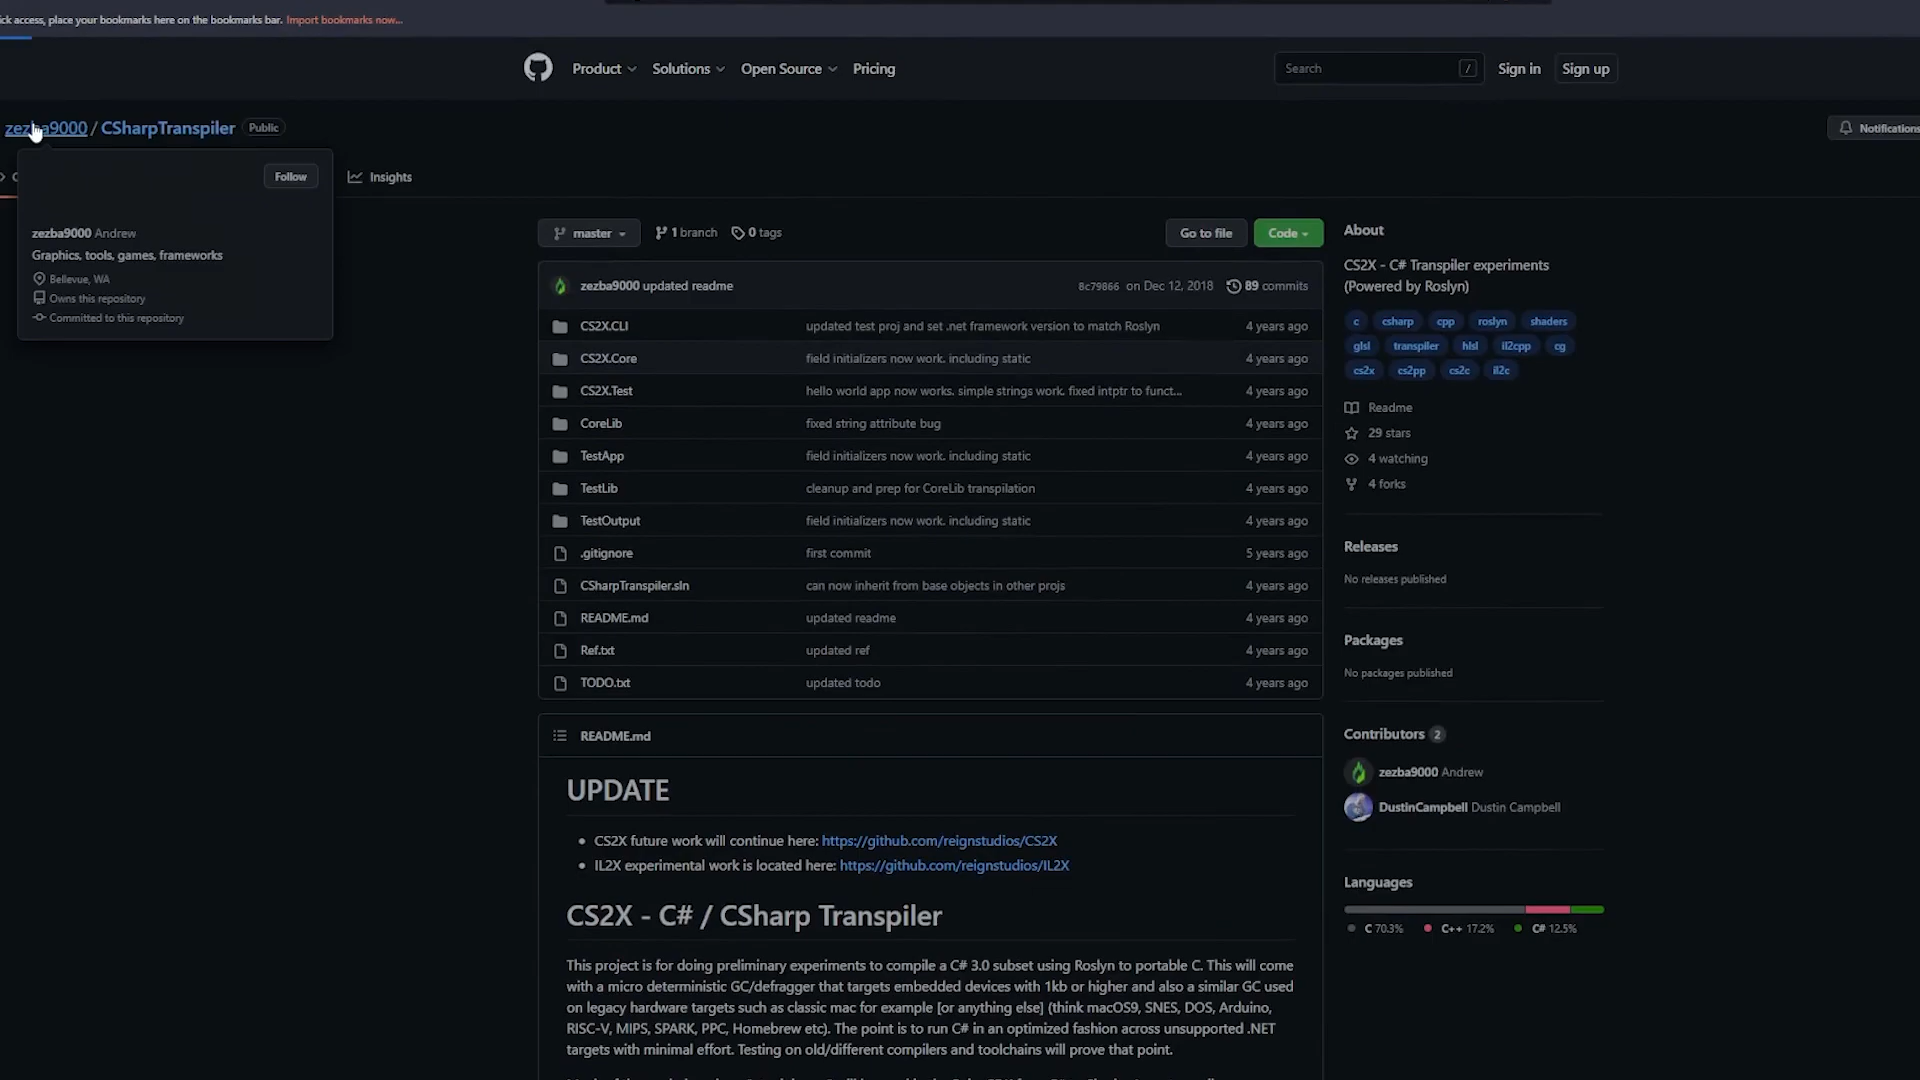 ick access, place your bookmarks here on the bookmarks bar. Import bookmarks now...
Product Solutions Open Source Pricing Search / Sign in Sign up
zezba9000 / CSharpTranspiler Public Notifications
Follow Insights
zezba9000 Andrew
Graphics, tools, games, frameworks
Bellevue, WA
Owns this repository
Committed to this repository
master 1 branch 0 tags Go to file Code
zezba9000 updated readme 8c79866 on Dec 12, 2018 89 commits
CS2X.CLI updated test proj and set .net framework version to match Roslyn 4 years ago
CS2X.Core field initializers now work. including static 4 years ago
CS2X.Test hello world app now works. simple strings work. fixed intptr to funct... 4 years ago
CoreLib fixed string attribute bug 4 years ago
TestApp field initializers now work. including static 4 years ago
TestLib cleanup and prep for CoreLib transpilation 4 years ago
TestOutput field initializers now work. including static 4 years ago
.gitignore first commit 5 years ago
CSharpTranspiler.sln can now inherit from base objects in other projs 4 years ago
README.md updated readme 4 years ago
Ref.txt updated ref 4 years ago
TODO.txt updated todo 4 years ago
README.md
UPDATE
CS2X future work will continue here: https://github.com/reignstudios/CS2X
IL2X experimental work is located here: https://github.com/reignstudios/IL2X
CS2X - C# / CSharp Transpiler
This project is for doing preliminary experiments to compile a C# 3.0 subset using Roslyn to portable C. This will come
with a micro deterministic GC/defragger that targets embedded devices with 1kb or higher and also a similar GC used
on legacy hardware targets such as classic mac for example [or anything else] (think macOS9, SNES, DOS, Arduino,
RISC-V, MIPS, SPARK, PPC, Homebrew etc). The point is to run C# in an optimized fashion across unsupported .NET
targets with minimal effort. Testing on old/different compilers and toolchains will prove that point.
About
CS2X - C# Transpiler experiments
(Powered by Roslyn)
c csharp cpp roslyn shaders
glsl transpiler hlsl il2cpp cg
cs2x cs2pp cs2c il2c
Readme
29 stars
4 watching
4 forks
Releases
No releases published
Packages
No packages published
Contributors 2
zezba9000 Andrew
DustinCampbell Dustin Campbell
Languages
C 70.3% C++ 17.2% C# 12.5%